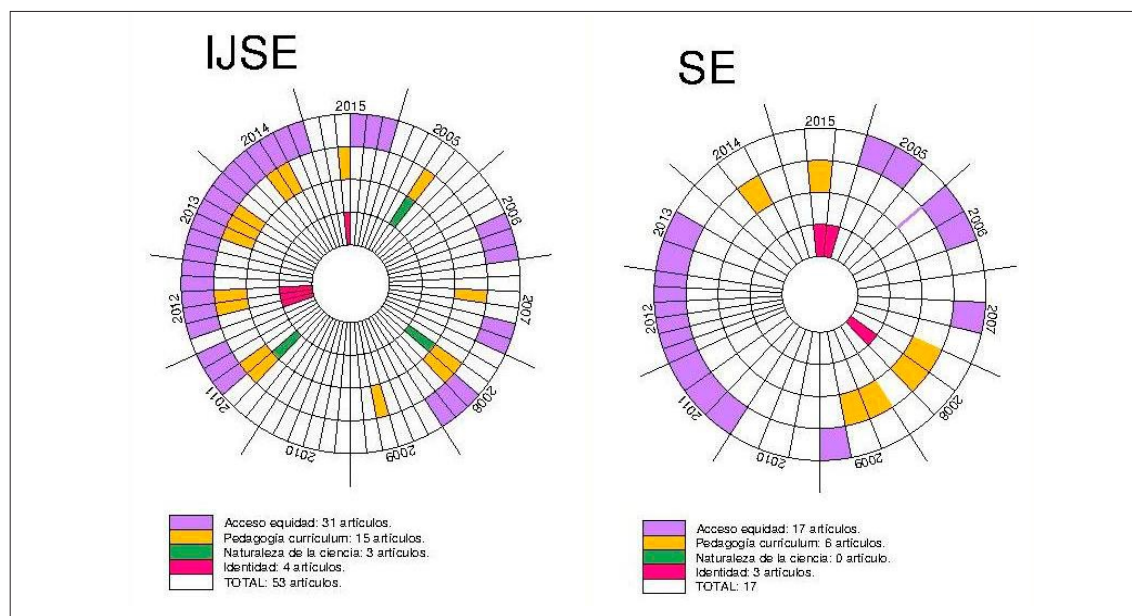 IJSE
2015
2005
2006
2007
2008
2009
2010
2011
2012
2013
2014
Acceso equidad: 31 artículos.
Pedagogía currículum: 15 artículos.
Naturaleza de la ciencia: 3 artículos.
Identidad: 4 artículos.
TOTAL: 53 artículos.
SE
2015
2005
2006
2007
2008
2009
2010
2011
2012
2013
2014
Acceso equidad: 17 artículos.
Pedagogía currículum: 6 artículos.
Naturaleza de la ciencia: 0 artículo.
Identidad: 3 artículos.
TOTAL: 17